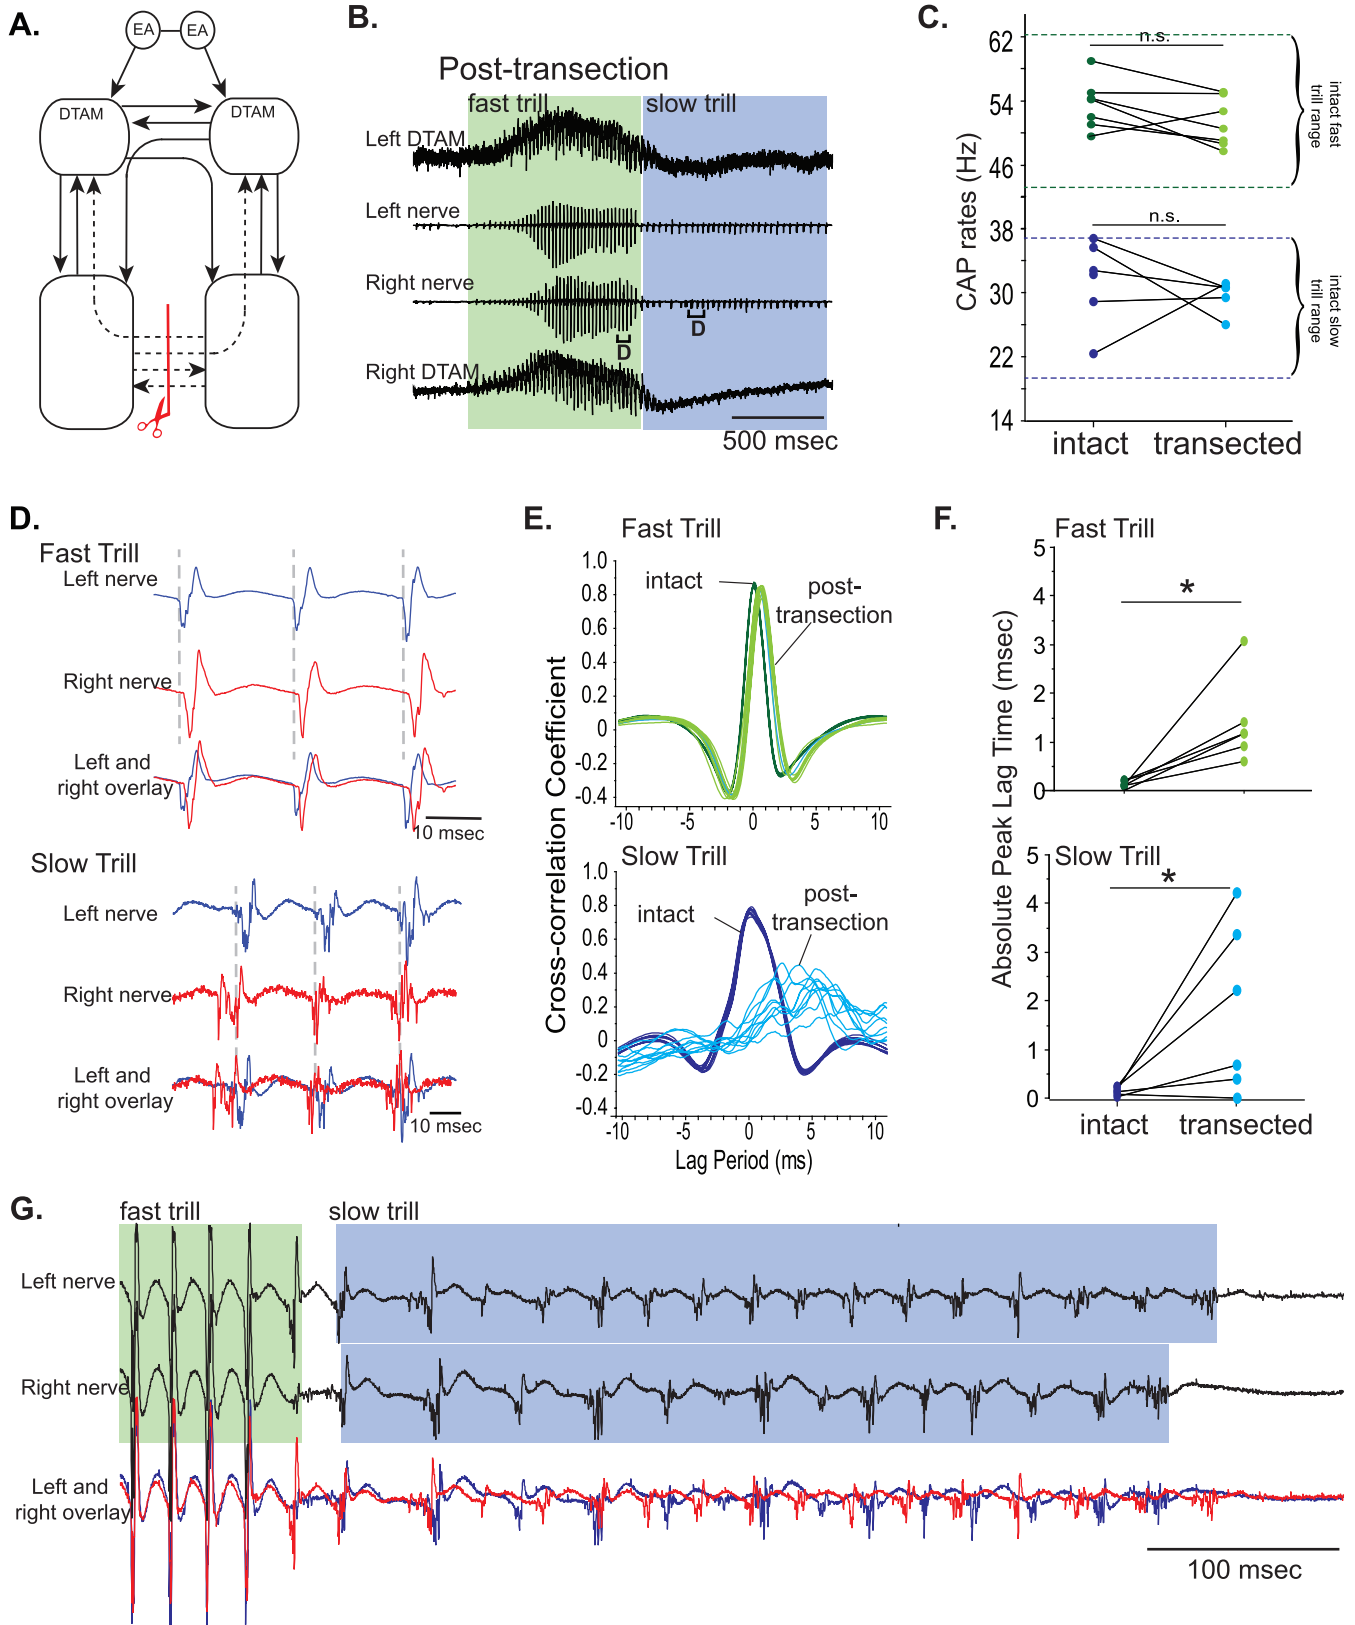 A.
EA
EA
DTAM
DTAM
B.
Post-transection
fast trill
slow trill
Left DTAM
Left nerve
Right nerve
D
D
Right DTAM
500 msec
C.
CAP rates (Hz)
62
54
46
38
30
22
14
n.s.
n.s.
intact fast
trill range
intact slow
trill range
intact
transected
D.
Fast Trill
Left nerve
Right nerve
Left and
right overlay
10 msec
Slow Trill
Left nerve
Right nerve
Left and
right overlay
10 msec
E.
Fast Trill
Cross-correlation Coefficient
1.0
0.8
0.6
0.4
0.2
0
-0.2
-0.4
intact
post-
transection
-10
-5
0
5
10
Slow Trill
1.0
0.8
0.6
0.4
0.2
0
-0.2
-0.4
intact
post-
transection
-10
-5
0
5
10
Lag Period (ms)
F.
Fast Trill
Absolute Peak Lag Time (msec)
5
4
3
2
1
0
*
Slow Trill
5
4
3
2
1
0
*
intact
transected
G.
fast trill
slow trill
Left nerve
Right nerve
Left and
right overlay
100 msec